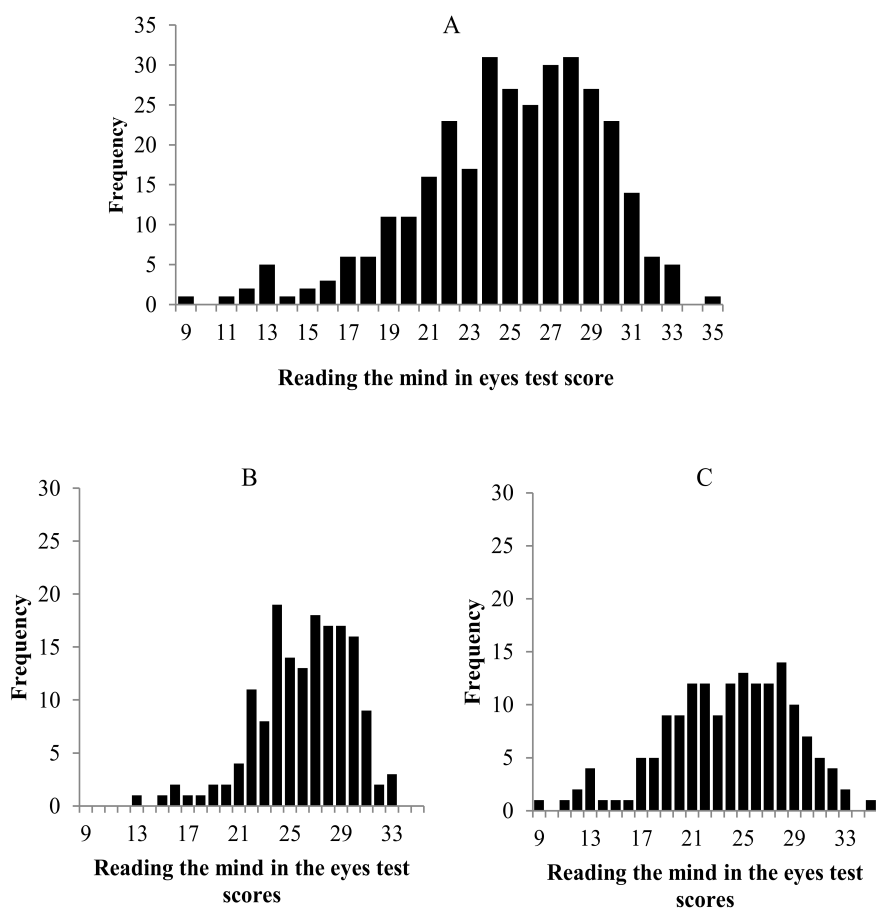 A
35
30
25
20
15
10
5
0
Frequency
9 11 13 15 17 19 21 23 25 27 29 31 33 35
Reading the mind in eyes test score
B
30
25
20
15
10
5
0
Frequency
9 13 17 21 25 29 33
Reading the mind in the eyes test
scores
C
30
25
20
15
10
5
0
Frequency
9 13 17 21 25 29 33
Reading the mind in the eyes test
scores